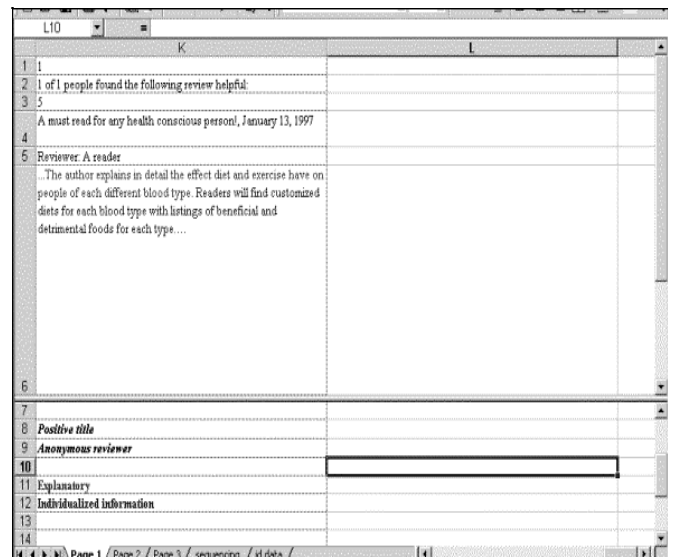 L10 =
K L
1 1
2 1 of 1 people found the following review helpful:
3 5
4 A must read for any health conscious person!, January 13, 1997
5 Reviewer: A reader
6 ...The author explains in detail the effect diet and exercise have on
people of each different blood type. Readers will find customized
diets for each blood type with listings of beneficial and
detrimental foods for each type....
7
8 Positive title
9 Anonymous reviewer
10
11 Explanatory
12 Individualized information
13
14
Page 1 / Page 2 / Page 3 / sequencing / id data /